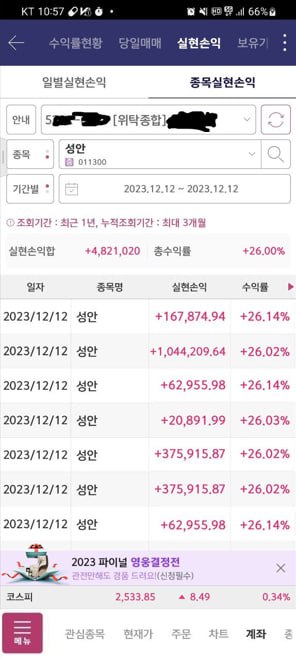 KT 10:57 66%
수익률현황 당일매매 실현손익 보유기
일별실현손익 종목실현손익
안내 5 [위탁종합]
종목 성안
011300
기간별 2023,12,12 ~ 2023,12,12
조회기간 : 최근 1년, 누적조회기간 : 최대 3개월
실현손익합 +4,821,020 총수익률 +26.00%
일자 종목명 실현손익 수익률
2023/12/12 성안 +167,874.94 +26.14%
2023/12/12 성안 +1,044,209.64 +26.02%
2023/12/12 성안 +62,955.98 +26.14%
2023/12/12 성안 +20,891.99 +26.03%
2023/12/12 성안 +375,915.87 +26.02%
2023/12/12 성안 +375,915.87 +26.02%
2023/12/12 성안 +62,955.98 +26.14%
2023 파이널 영웅결정전
관전만해도 경품 드려요!(신청필수)
코스피 2,533.85 ▲ 8.49 0.34%
메뉴 관심종목 현재가 주문 차트 계좌 종